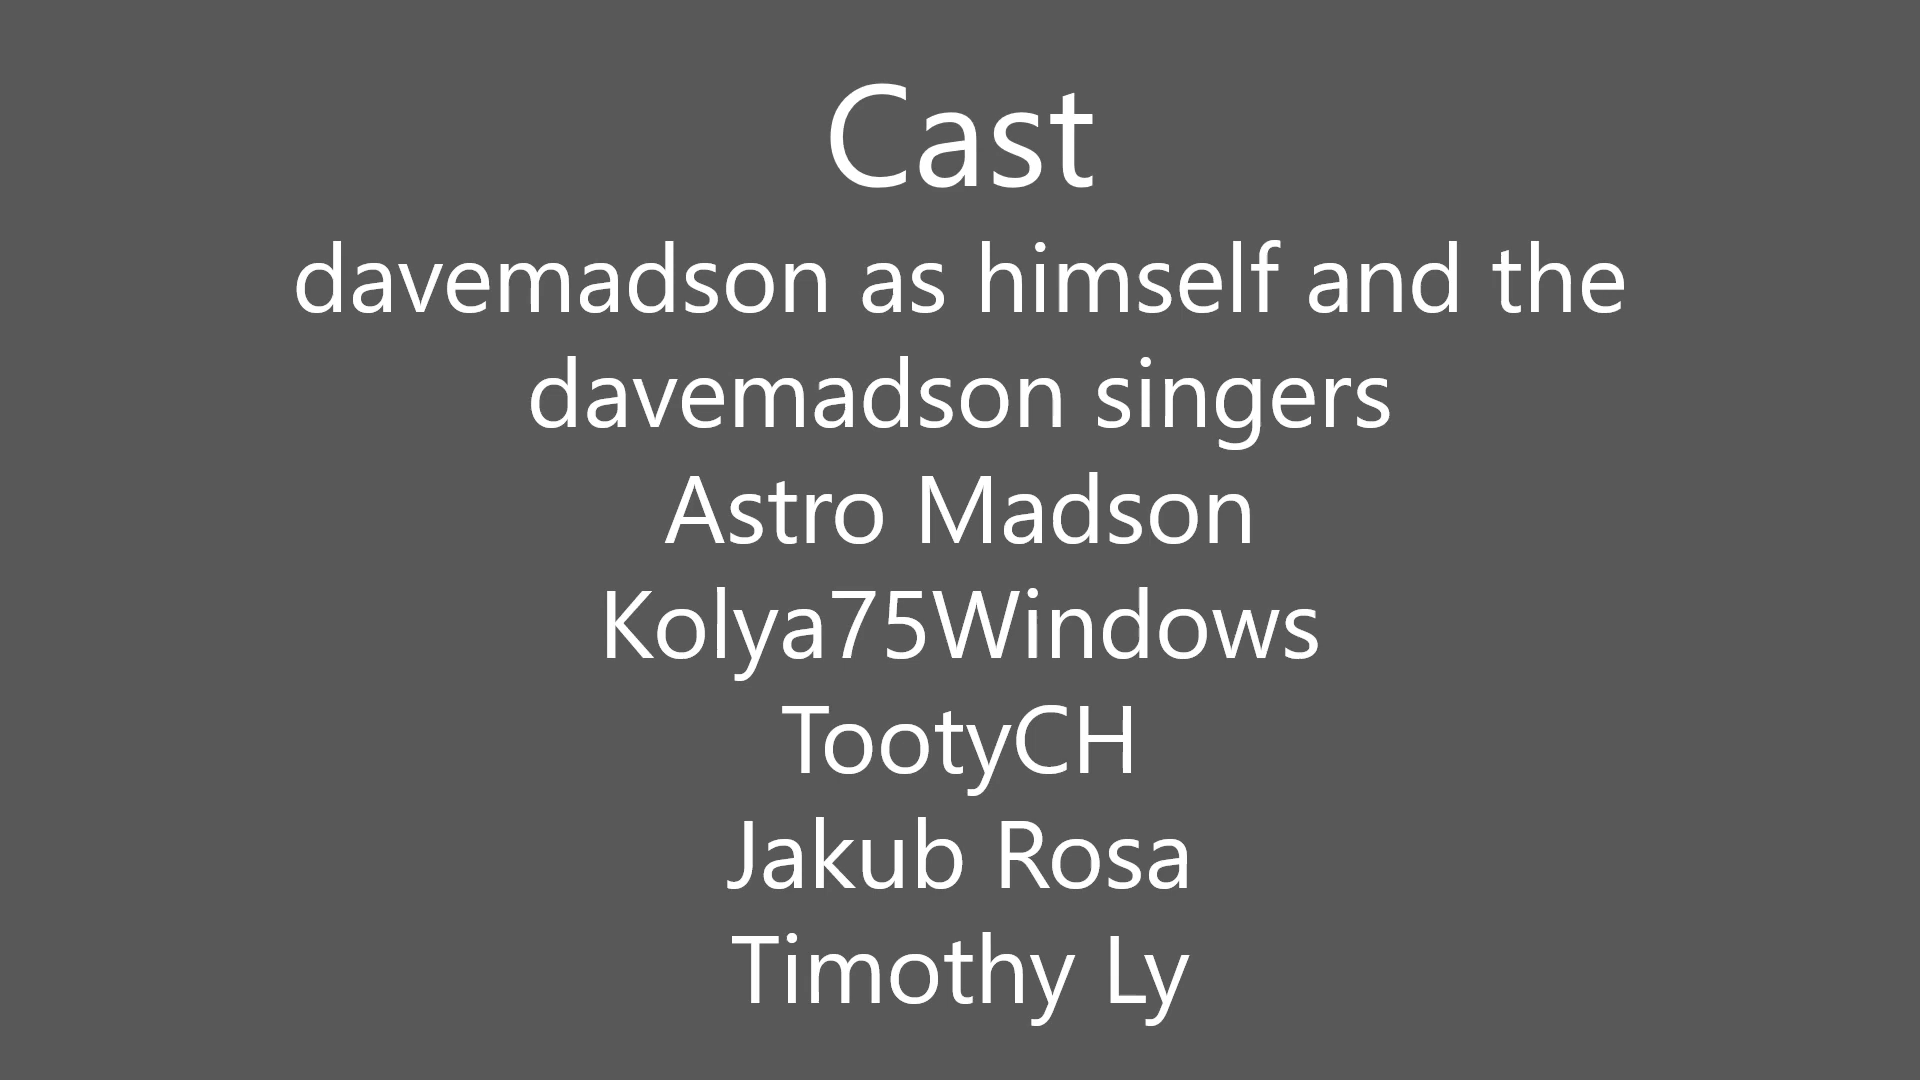 Cast
davemadson as himself and the
davemadson singers
Astro Madson
Kolya75Windows
TootyCH
Jakub Rosa
Timothy Ly